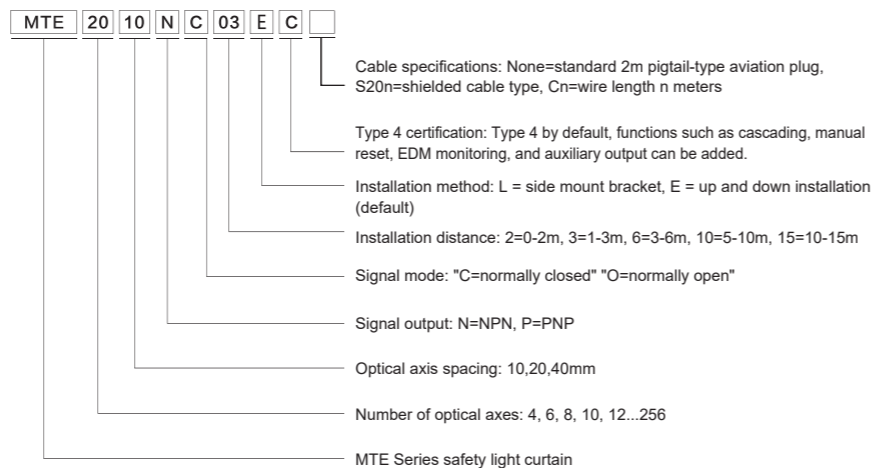 MTE 20 10 N C 03 E C
Cable specifications: None=standard 2m pigtail-type aviation plug,
S20n=shielded cable type, Cn=wire length n meters
Type 4 certification: Type 4 by default, functions such as cascading, manual
reset, EDM monitoring, and auxiliary output can be added.
Installation method: L = side mount bracket, E = up and down installation
(default)
Installation distance: 2=0-2m, 3=1-3m, 6=3-6m, 10=5-10m, 15=10-15m
Signal mode: "C=normally closed" "O=normally open"
Signal output: N=NPN, P=PNP
Optical axis spacing: 10,20,40mm
Number of optical axes: 4, 6, 8, 10, 12...256
MTE Series safety light curtain